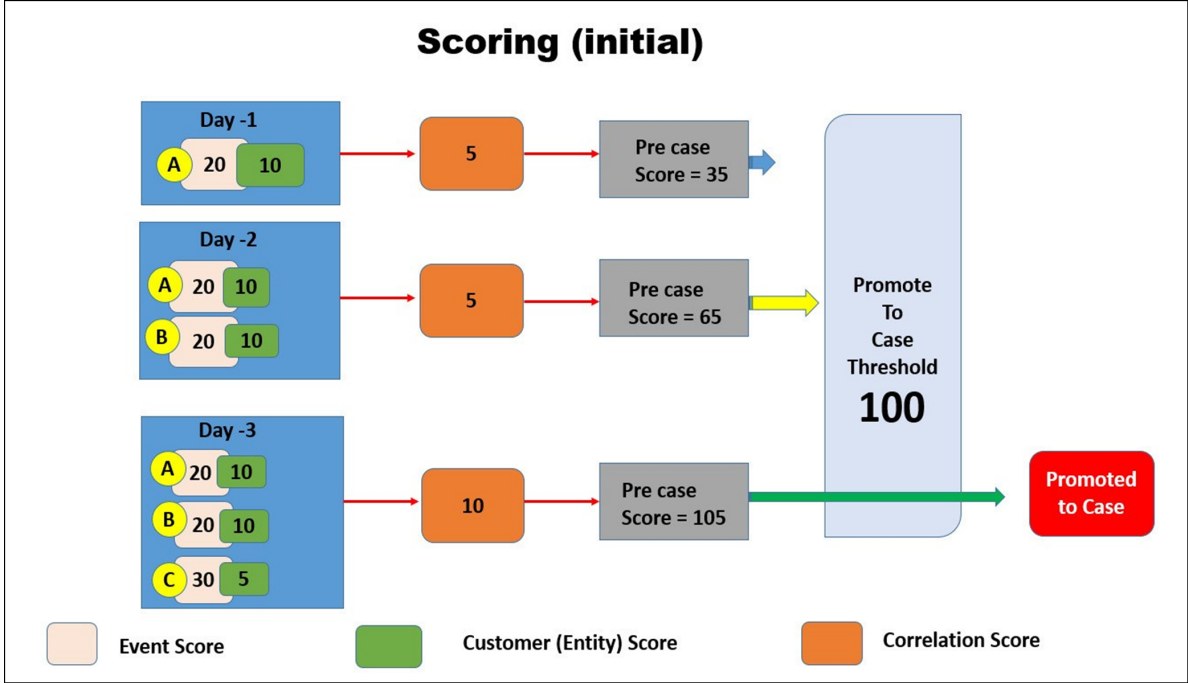 Scoring (initial)
Day -1
A
20
10
5
Pre case
Score = 35
Day -2
A
20
10
B
20
10
5
Pre case
Score = 65
Promote
To
Case
Threshold
100
Day -3
A
20
10
B
20
10
C
30
5
10
Pre case
Score = 105
Promoted
to Case
Event Score
Customer (Entity) Score
Correlation Score